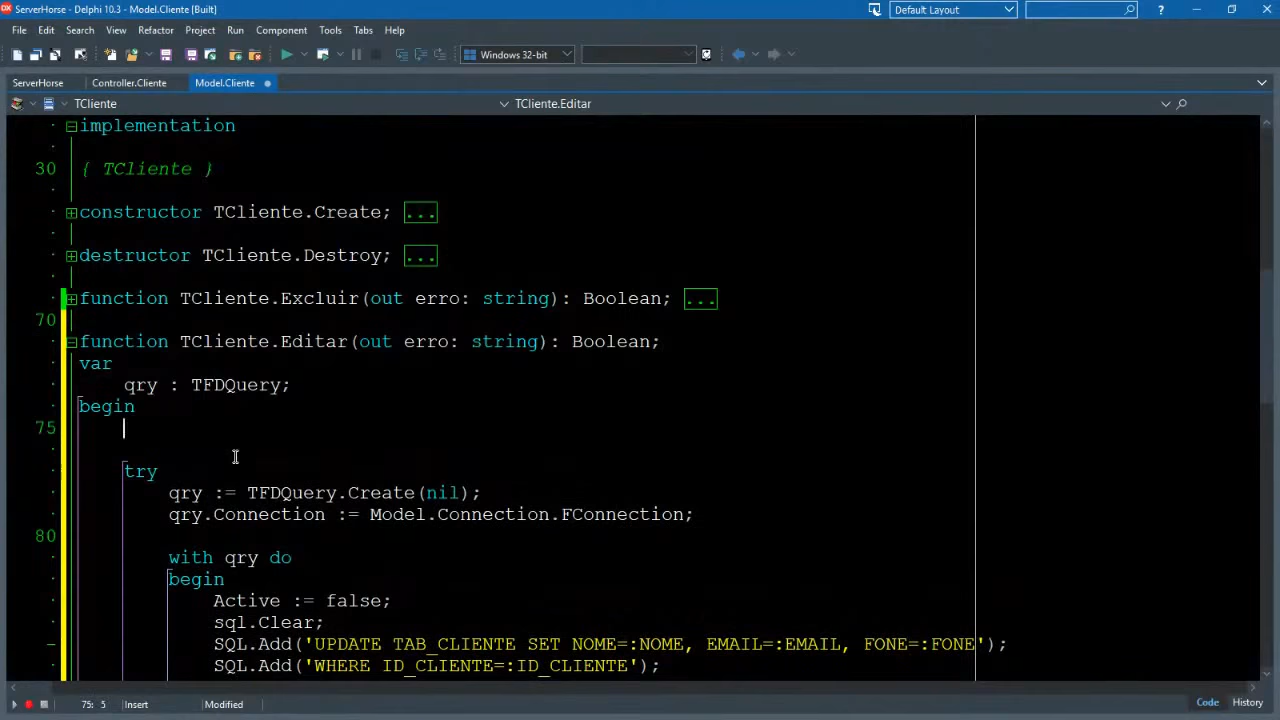 ServerHorse - Delphi 10.3 - Model.Cliente [Built]
Default Layout
File Edit Search View Refactor Project Run Component Tools Tabs Help
Windows 32-bit
ServerHorse Controller.Cliente Model.Cliente
TCliente TCliente.Editar
implementation
30 { TCliente }
constructor TCliente.Create; ...
destructor TCliente.Destroy; ...
function TCliente.Excluir(out erro: string): Boolean; ...
70
function TCliente.Editar(out erro: string): Boolean;
var
qry : TFDQuery;
begin
75
try
qry := TFDQuery.Create(nil);
qry.Connection := Model.Connection.FConnection;
80
with qry do
begin
Active := false;
sql.Clear;
SQL.Add('UPDATE TAB_CLIENTE SET NOME=:NOME, EMAIL=:EMAIL, FONE=:FONE');
SQL.Add('WHERE ID_CLIENTE=:ID_CLIENTE');
75: 5 Insert Modified Code History